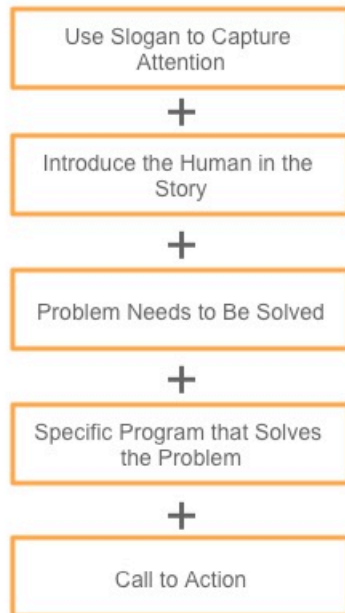 Use Slogan to Capture
Attention
+
Introduce the Human in the
Story
+
Problem Needs to Be Solved
+
Specific Program that Solves
the Problem
+
Call to Action